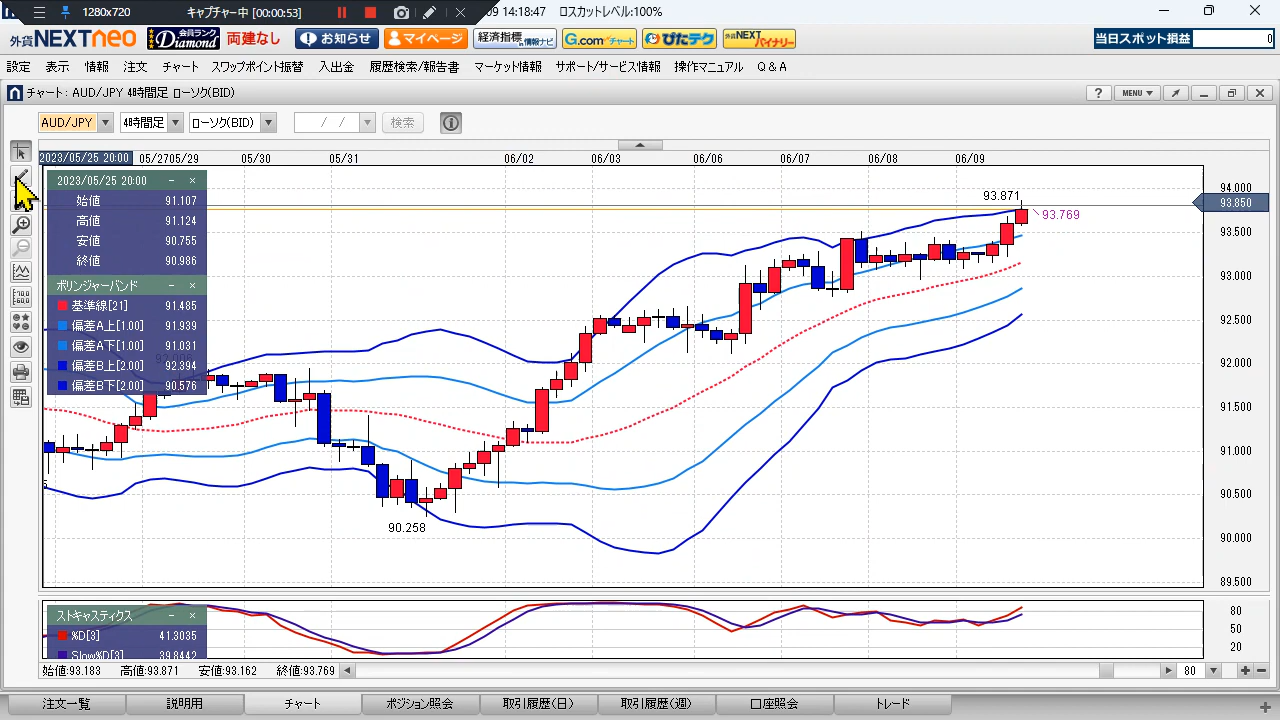 1280x720 キャプチャー中 [00:00:53]
09 14:18:47 ロスカットレベル:100%
外貨NEXTneo 会員ランク Diamond 両建なし お知らせ マイページ 経済指標 情報ナビ G.comチャート ぴたテク 外貨NEXTバイナリー 当日スポット損益 0
設定 表示 情報 注文 チャート スワップポイント振替 入出金 履歴検索/報告書 マーケット情報 サポート/サービス情報 操作マニュアル Q&A
チャート: AUD/JPY 4時間足 ローソク(BID) ? MENU
AUD/JPY 4時間足 ローソク(BID) / / 検索
2023/05/25 20:00 05/27 05/29 05/30 05/31 06/02 06/03 06/06 06/07 06/08 06/09
2023/05/25 20:00
始値 91.107
高値 91.124
安値 90.755
終値 90.986
ボリンジャーバンド
基準線[21] 91.485
偏差A上[1.00] 91.939
偏差A下[1.00] 91.031
偏差B上[2.00] 92.394
偏差B下[2.00] 90.576
93.871
93.769
90.258
94.000
93.850
93.500
93.000
92.500
92.000
91.500
91.000
90.500
90.000
89.500
ストキャスティクス
%D[3] 41.3035
Slow%D[3] 39.8442
80
50
20
始値:93.183 高値:93.871 安値:93.162 終値:93.769 80
注文一覧 説明用 チャート ポジション照会 取引履歴(日) 取引履歴(週) 口座照会 トレード